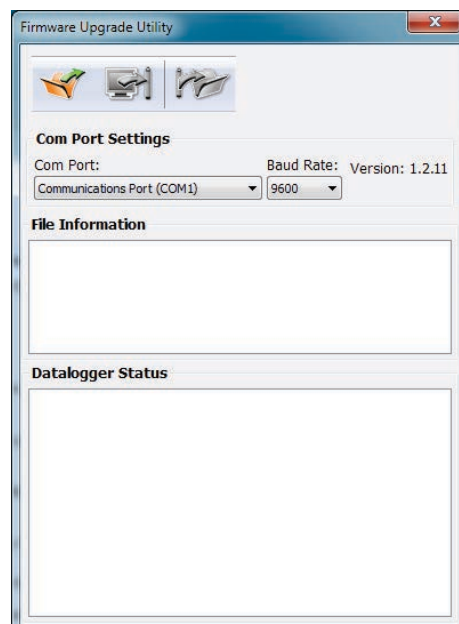 Firmware Upgrade Utility
Com Port Settings
Com Port: Baud Rate: Version: 1.2.11
Communications Port (COM1) 9600
File Information
Datalogger Status